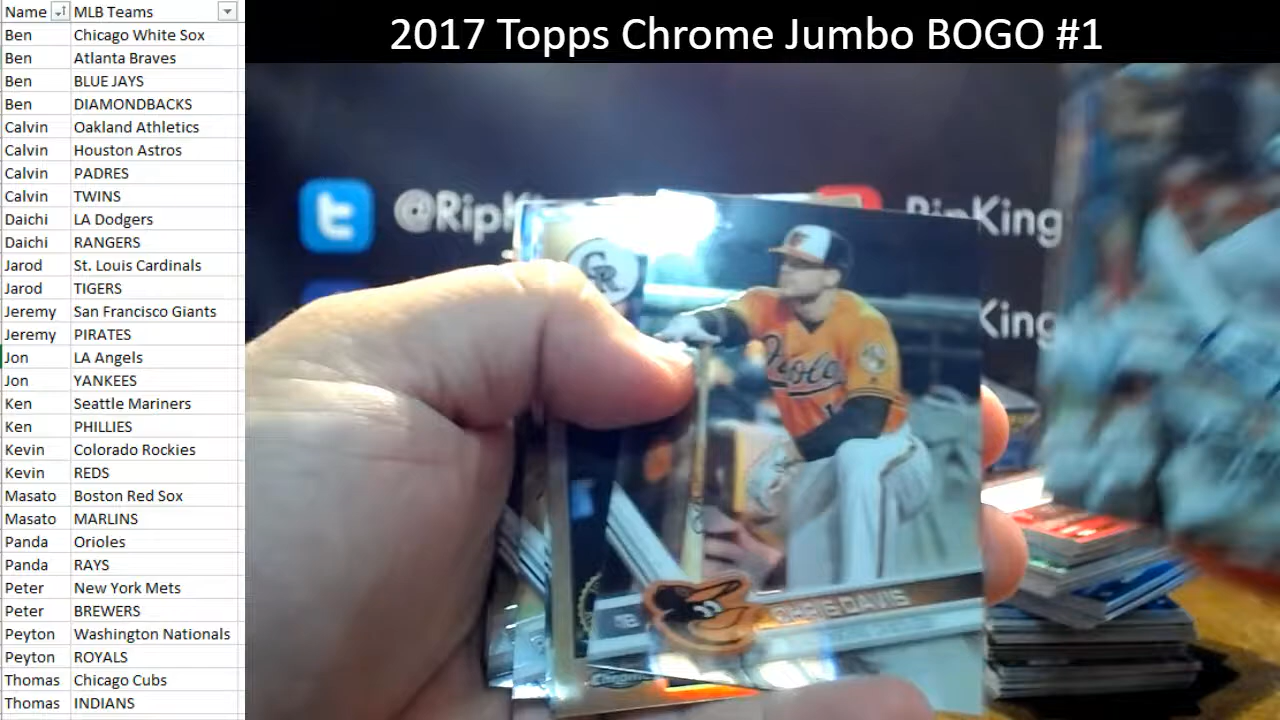 Name MLB Teams
Ben Chicago White Sox
Ben Atlanta Braves
Ben BLUE JAYS
Ben DIAMONDBACKS
Calvin Oakland Athletics
Calvin Houston Astros
Calvin PADRES
Calvin TWINS
Daichi LA Dodgers
Daichi RANGERS
Jarod St. Louis Cardinals
Jarod TIGERS
Jeremy San Francisco Giants
Jeremy PIRATES
Jon LA Angels
Jon YANKEES
Ken Seattle Mariners
Ken PHILLIES
Kevin Colorado Rockies
Kevin REDS
Masato Boston Red Sox
Masato MARLINS
Panda Orioles
Panda RAYS
Peter New York Mets
Peter BREWERS
Peyton Washington Nationals
Peyton ROYALS
Thomas Chicago Cubs
Thomas INDIANS
2017 Topps Chrome Jumbo BOGO #1
@RipKing
RipKing
King
CR
Orioles
1B CHRIS DAVIS
Chrome